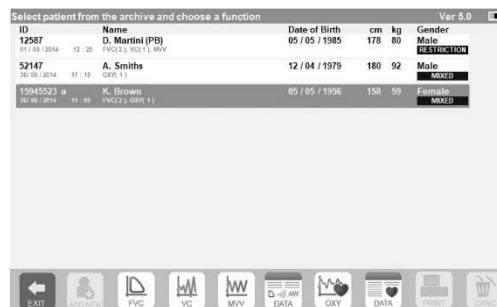 Select patient from the archive and choose a function Ver 5.0
ID Name Date of Birth cm kg Gender
12587 D. Martini (PB) 05 / 05 / 1985 178 80 Male
01 / 09 / 2014 12 : 20 FVC( 2 ), VC( 1 ), MVV RESTRICTION
52147 A. Smiths 12 / 04 / 1979 180 92 Male
30/ 08 / 2014 17 : 15 OXY( 1 ) MIXED
15945523 a K. Brown 05 / 05 / 1956 158 59 Female
30/ 08 / 2014 11 : 05 FVC( 2 ), OXY( 1 ) MIXED
EXIT ADD NEW FVC VC MVV DATA OXY DATA PRINT CANC